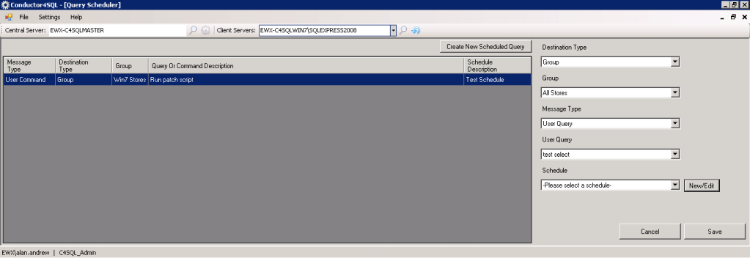 Conductor4SQL - [Query Scheduler]
File Settings Help
Central Server: EWX-C4SQLMASTER Client Servers: EWX-C4SQLWIN7\SQLEXPRESS2008
Create New Scheduled Query
Message Type Destination Type Group Query Or Command Description Schedule Description
User Command Group Win7 Stores Run patch script Test Schedule
Destination Type
Group
Group
All Stores
Message Type
User Query
User Query
test select
Schedule
-Please select a schedule- New/Edit
Cancel Save
EWX\alan.andrew | C4SQL_Admin